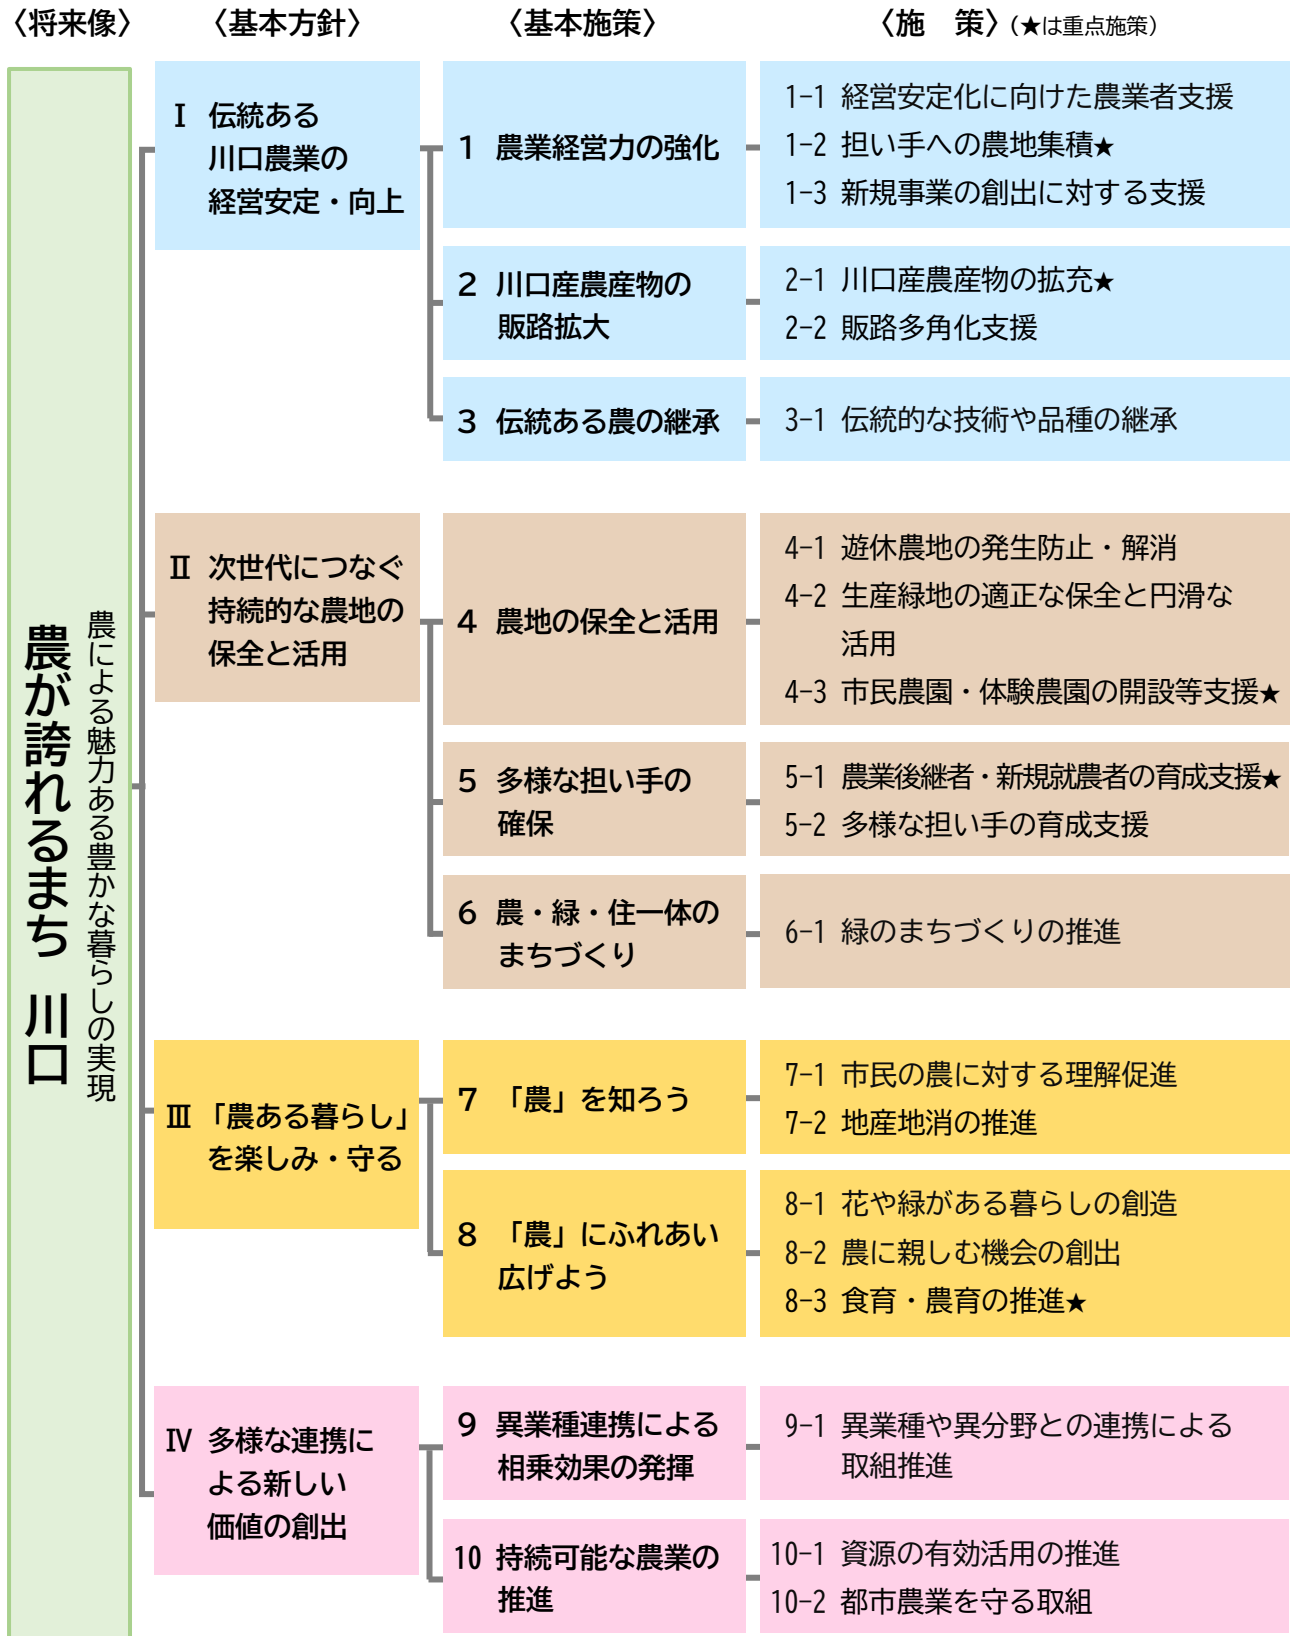 〈将来像〉 〈基本方針〉 〈基本施策〉 〈施　策〉(★は重点施策)
農が誇れるまち　川口
農による魅力ある豊かな暮らしの実現
Ⅰ 伝統ある
川口農業の
経営安定・向上
1 農業経営力の強化
1-1 経営安定化に向けた農業者支援
1-2 担い手への農地集積★
1-3 新規事業の創出に対する支援
2 川口産農産物の
販路拡大
2-1 川口産農産物の拡充★
2-2 販路多角化支援
3 伝統ある農の継承
3-1 伝統的な技術や品種の継承
Ⅱ 次世代につなぐ
持続的な農地の
保全と活用
4 農地の保全と活用
4-1 遊休農地の発生防止・解消
4-2 生産緑地の適正な保全と円滑な
活用
4-3 市民農園・体験農園の開設等支援★
5 多様な担い手の
確保
5-1 農業後継者・新規就農者の育成支援★
5-2 多様な担い手の育成支援
6 農・緑・住一体の
まちづくり
6-1 緑のまちづくりの推進
Ⅲ 「農ある暮らし」
を楽しみ・守る
7 「農」を知ろう
7-1 市民の農に対する理解促進
7-2 地産地消の推進
8 「農」にふれあい
広げよう
8-1 花や緑がある暮らしの創造
8-2 農に親しむ機会の創出
8-3 食育・農育の推進★
Ⅳ 多様な連携に
よる新しい
価値の創出
9 異業種連携による
相乗効果の発揮
9-1 異業種や異分野との連携による
取組推進
10 持続可能な農業の
推進
10-1 資源の有効活用の推進
10-2 都市農業を守る取組